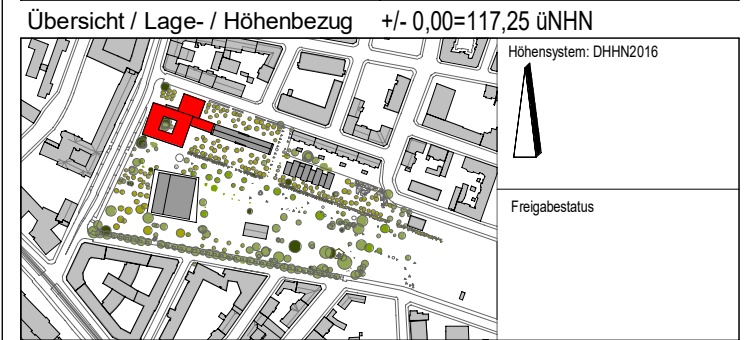 Übersicht / Lage- / Höhenbezug +/- 0,00=117,25 üNHN
Höhensystem: DHHN2016
Freigabestatus